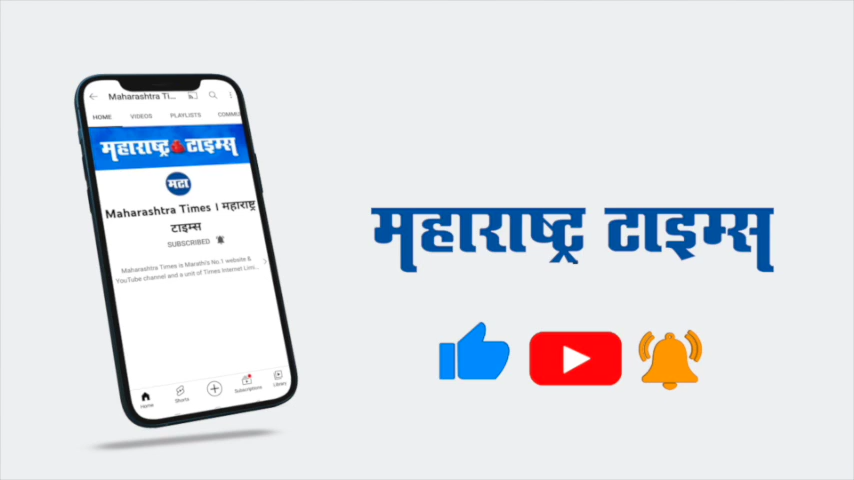 Maharashtra Ti...
HOME VIDEOS PLAYLISTS COMMU
महाराष्ट्र टाइम्स
मटा
Maharashtra Times । महाराष्ट्र
टाइम्स
SUBSCRIBED
Maharashtra Times is Marathi's No.1 website &
YouTube channel and a unit of Times Internet Limi...
Home Shorts Subscriptions Library
महाराष्ट्र टाइम्स